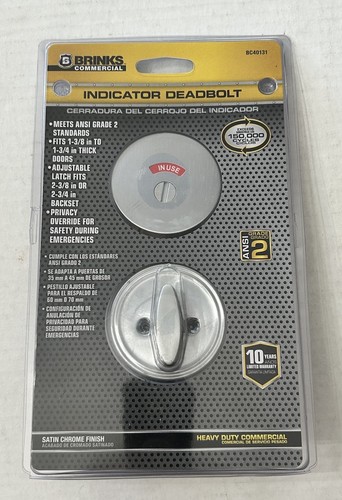 BRINKS
COMMERCIAL
BC40131
INDICATOR DEADBOLT
CERRADURA DEL CERROJO DEL INDICADOR
• MEETS ANSI GRADE 2
STANDARDS
• FITS 1-3/8 in TO
1-3/4 in THICK
DOORS
• ADJUSTABLE
LATCH FITS
2-3/8 in OR
2-3/4 in
BACKSET
• PRIVACY
OVERRIDE FOR
SAFETY DURING
EMERGENCIES
150,000
CYCLES
IN USE
• CUMPLE CON LOS ESTÁNDARES
ANSI GRADO 2
• SE ADAPTA A PUERTAS DE
35 mm A 45 mm DE GROSOR
• PESTILLO AJUSTABLE
PARA EL RESPALDO DE
60 mm O 70 mm
• CONFIGURACIÓN DE
ANULACIÓN DE
PRIVACIDAD PARA
SEGURIDAD DURANTE
EMERGENCIAS
ANSI
GRADE
2
10 YEARS
LIMITED WARRANTY
SATIN CHROME FINISH
ACABADO DE CROMADO SATINADO
HEAVY DUTY COMMERCIAL
COMERCIAL DE SERVICIO PESADO